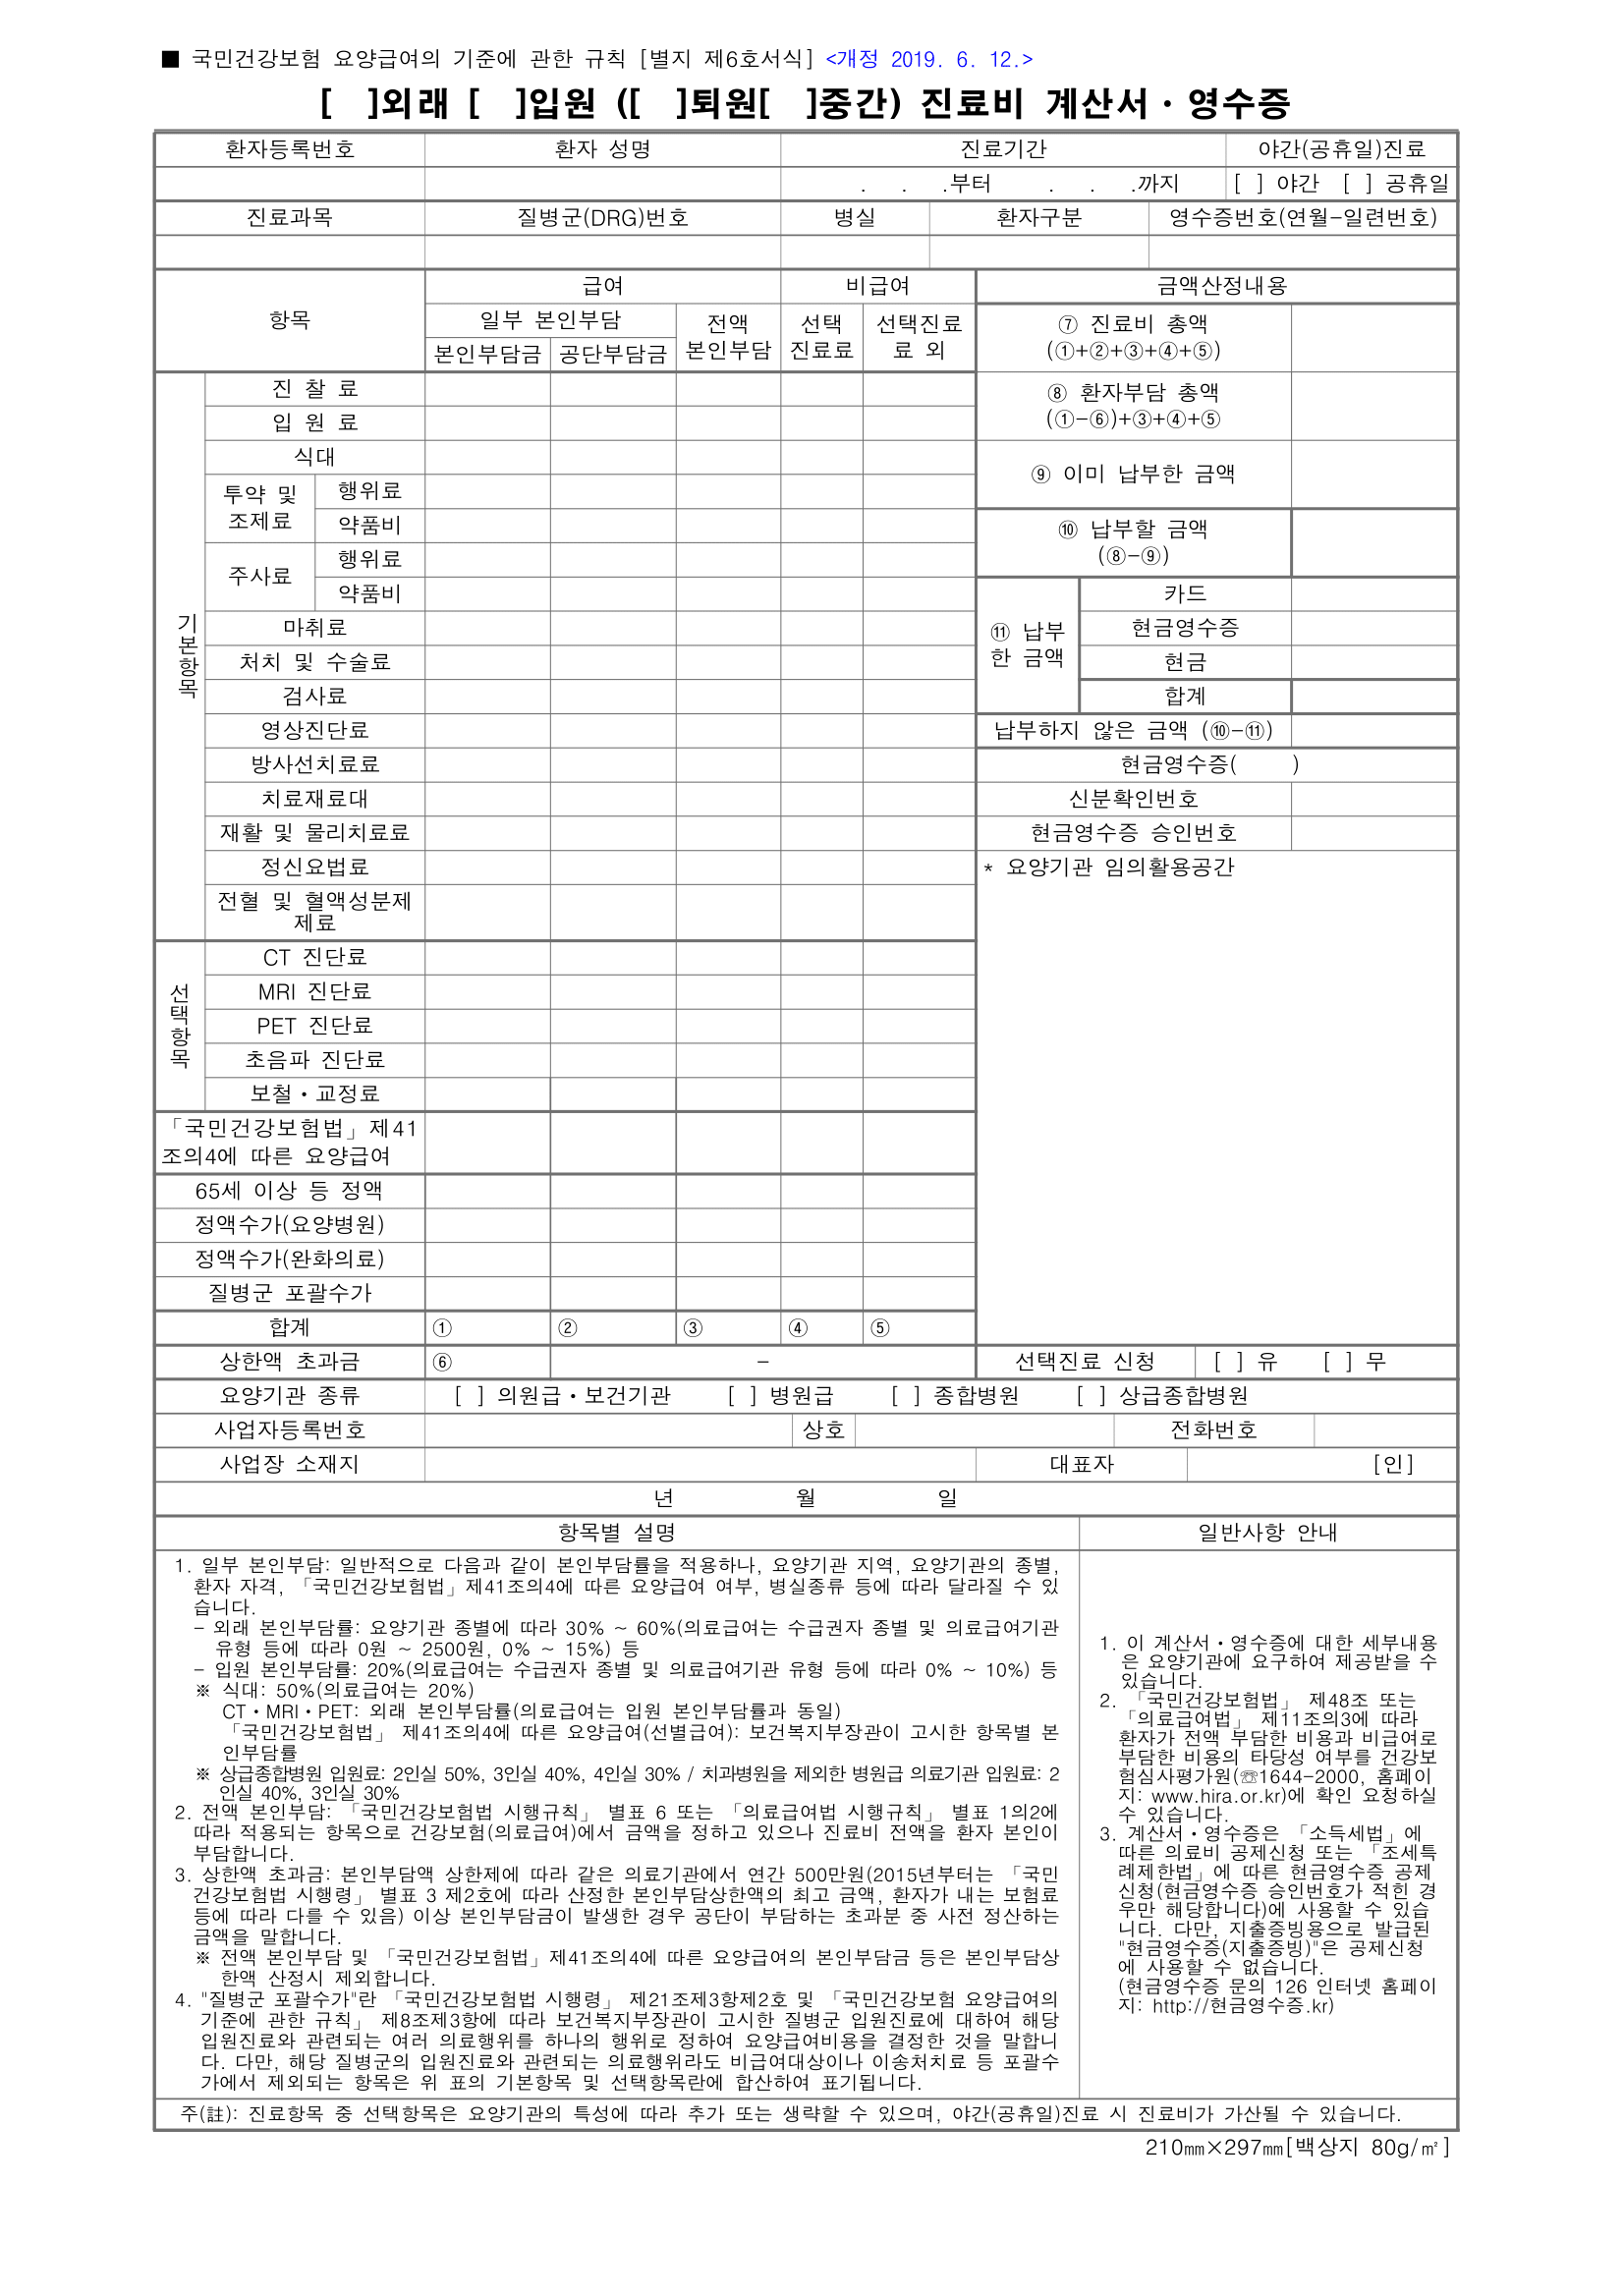 ■ 국민건강보험 요양급여의 기준에 관한 규칙 [별지 제6호서식] <개정 2019. 6. 12.>
[ ]외래 [ ]입원 ([ ]퇴원[ ]중간) 진료비 계산서·영수증
환자등록번호 환자 성명 진료기간 야간(공휴일)진료
. . .부터 . . .까지 [ ] 야간 [ ] 공휴일
진료과목 질병군(DRG)번호 병실 환자구분 영수증번호(연월-일련번호)
항목 급여 비급여 금액산정내용
일부 본인부담 전액 본인부담 선택 진료료 선택진료 료 외
본인부담금 공단부담금
⑦ 진료비 총액
(①+②+③+④+⑤)
기본항목
진 찰 료
⑧ 환자부담 총액
(①-⑥)+③+④+⑤
입 원 료
식대
⑨ 이미 납부한 금액
투약 및 조제료 행위료
약품비
⑩ 납부할 금액
(⑧-⑨)
주사료 행위료
약품비
⑪ 납부한 금액 카드
마취료 현금영수증
처치 및 수술료 현금
검사료 합계
영상진단료 납부하지 않은 금액 (⑩-⑪)
방사선치료료 현금영수증( )
치료재료대 신분확인번호
재활 및 물리치료료 현금영수증 승인번호
정신요법료 * 요양기관 임의활용공간
전혈 및 혈액성분제
제료
선택항목
CT 진단료
MRI 진단료
PET 진단료
초음파 진단료
보철·교정료
「국민건강보험법」제41
조의4에 따른 요양급여
65세 이상 등 정액
정액수가(요양병원)
정액수가(완화의료)
질병군 포괄수가
합계 ① ② ③ ④ ⑤
상한액 초과금 ⑥ - 선택진료 신청 [ ] 유 [ ] 무
요양기관 종류 [ ] 의원급·보건기관 [ ] 병원급 [ ] 종합병원 [ ] 상급종합병원
사업자등록번호 상호 전화번호
사업장 소재지 대표자 [인]
년 월 일
항목별 설명
1. 일부 본인부담: 일반적으로 다음과 같이 본인부담률을 적용하나, 요양기관 지역, 요양기관의 종별,
환자 자격, 「국민건강보험법」제41조의4에 따른 요양급여 여부, 병실종류 등에 따라 달라질 수 있
습니다.
- 외래 본인부담률: 요양기관 종별에 따라 30% ~ 60%(의료급여는 수급권자 종별 및 의료급여기관
유형 등에 따라 0원 ~ 2500원, 0% ~ 15%) 등
- 입원 본인부담률: 20%(의료급여는 수급권자 종별 및 의료급여기관 유형 등에 따라 0% ~ 10%) 등
※ 식대: 50%(의료급여는 20%)
CT·MRI·PET: 외래 본인부담률(의료급여는 입원 본인부담률과 동일)
「국민건강보험법」 제41조의4에 따른 요양급여(선별급여): 보건복지부장관이 고시한 항목별 본
인부담률
※ 상급종합병원 입원료: 2인실 50%, 3인실 40%, 4인실 30% / 치과병원을 제외한 병원급 의료기관 입원료: 2
인실 40%, 3인실 30%
2. 전액 본인부담: 「국민건강보험법 시행규칙」 별표 6 또는 「의료급여법 시행규칙」 별표 1의2에
따라 적용되는 항목으로 건강보험(의료급여)에서 금액을 정하고 있으나 진료비 전액을 환자 본인이
부담합니다.
3. 상한액 초과금: 본인부담액 상한제에 따라 같은 의료기관에서 연간 500만원(2015년부터는 「국민
건강보험법 시행령」 별표 3 제2호에 따라 산정한 본인부담상한액의 최고 금액, 환자가 내는 보험료
등에 따라 다를 수 있음) 이상 본인부담금이 발생한 경우 공단이 부담하는 초과분 중 사전 정산하는
금액을 말합니다.
※ 전액 본인부담 및 「국민건강보험법」제41조의4에 따른 요양급여의 본인부담금 등은 본인부담상
한액 산정시 제외합니다.
4. "질병군 포괄수가"란 「국민건강보험법 시행령」 제21조제3항제2호 및 「국민건강보험 요양급여의
기준에 관한 규칙」 제8조제3항에 따라 보건복지부장관이 고시한 질병군 입원진료에 대하여 해당
입원진료와 관련되는 여러 의료행위를 하나의 행위로 정하여 요양급여비용을 결정한 것을 말합니
다. 다만, 해당 질병군의 입원진료와 관련되는 의료행위라도 비급여대상이나 이송처치료 등 포괄수
가에서 제외되는 항목은 위 표의 기본항목 및 선택항목란에 합산하여 표기됩니다.
일반사항 안내
1. 이 계산서·영수증에 대한 세부내용
은 요양기관에 요구하여 제공받을 수
있습니다.
2. 「국민건강보험법」 제48조 또는
「의료급여법」 제11조의3에 따라
환자가 전액 부담한 비용과 비급여로
부담한 비용의 타당성 여부를 건강보
험심사평가원(☏1644-2000, 홈페이
지: www.hira.or.kr)에 확인 요청하실
수 있습니다.
3. 계산서·영수증은 「소득세법」에
따른 의료비 공제신청 또는 「조세특
례제한법」에 따른 현금영수증 공제
신청(현금영수증 승인번호가 적힌 경
우만 해당합니다)에 사용할 수 있습
니다. 다만, 지출증빙용으로 발급된
"현금영수증(지출증빙)"은 공제신청
에 사용할 수 없습니다.
(현금영수증 문의 126 인터넷 홈페이
지: http://현금영수증.kr)
주(註): 진료항목 중 선택항목은 요양기관의 특성에 따라 추가 또는 생략할 수 있으며, 야간(공휴일)진료 시 진료비가 가산될 수 있습니다.
210㎜×297㎜[백상지 80g/㎡]